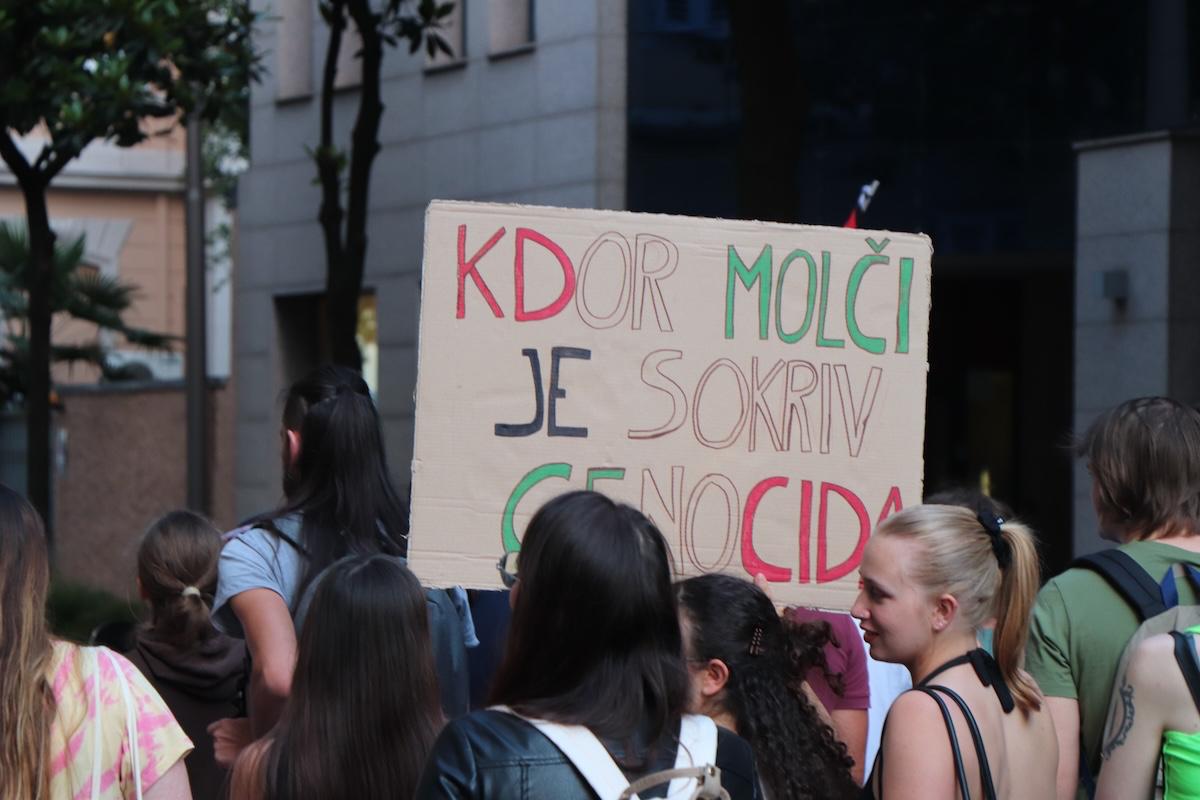 KDOR MOLČI
JE SOKRIV
GENOCIDA